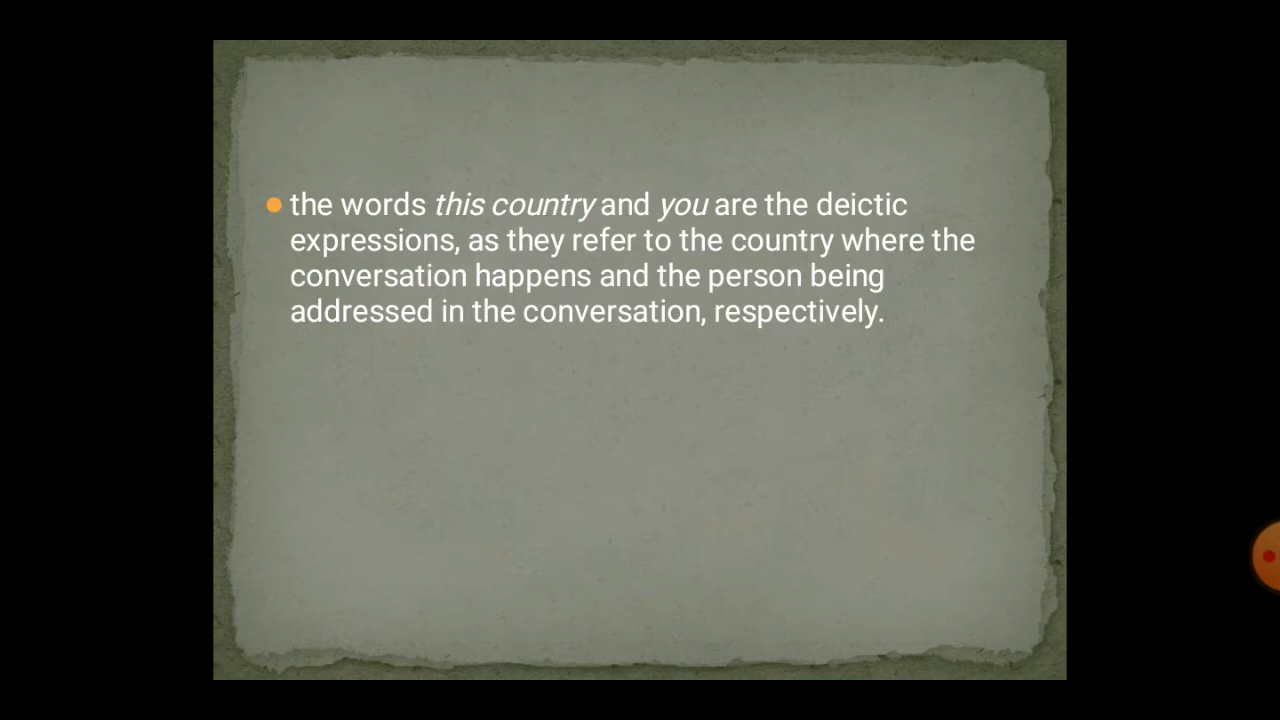 the words this country and you are the deictic
expressions, as they refer to the country where the
conversation happens and the person being
addressed in the conversation, respectively.